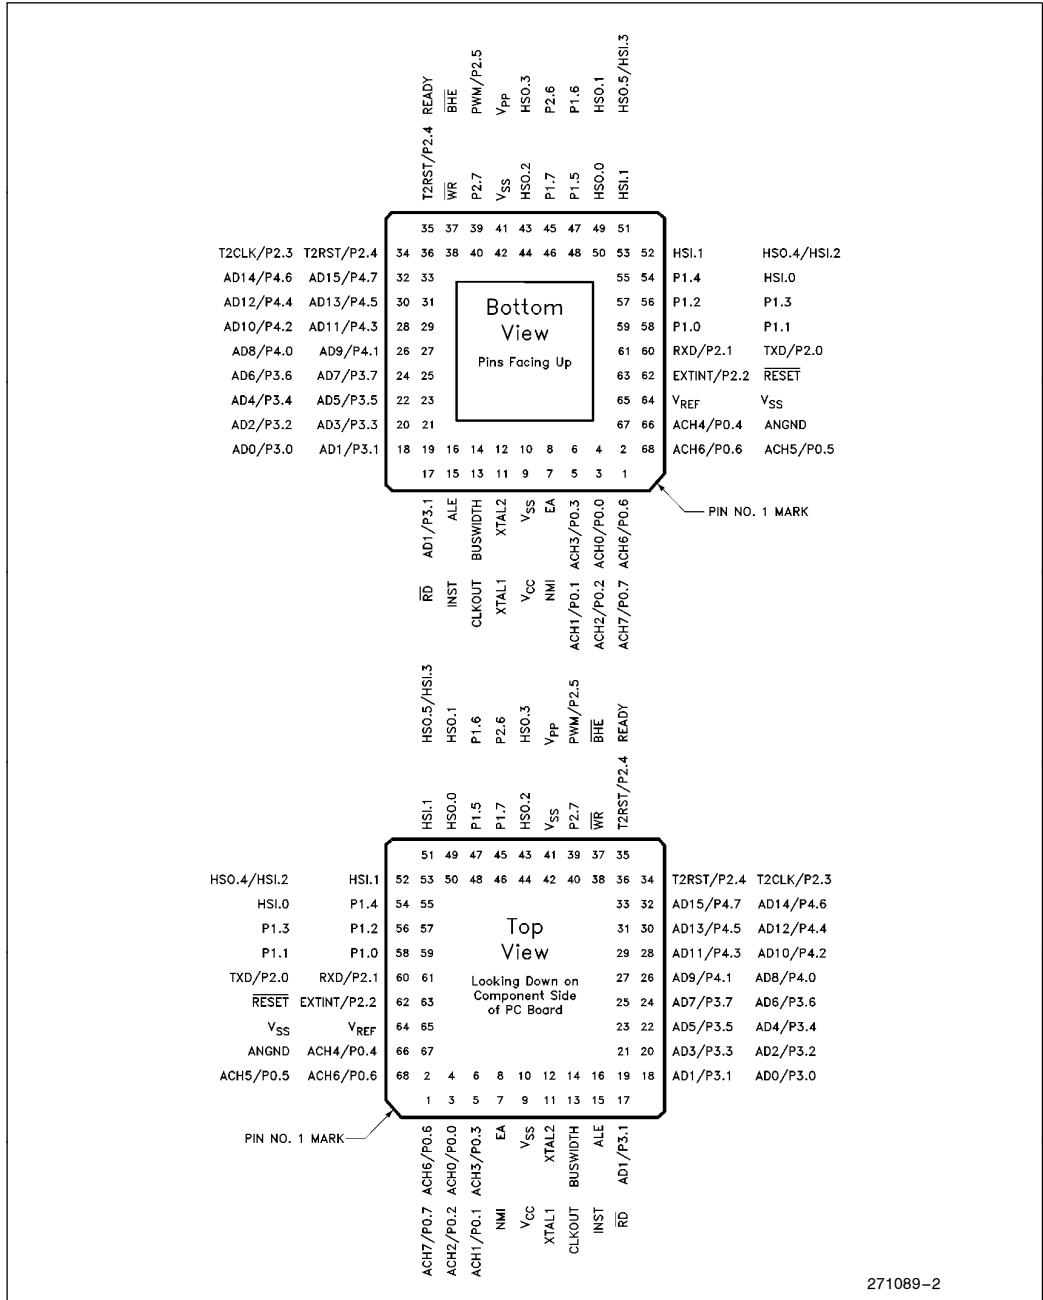 READY BHE PWM/P2.5 VPP HSO.3 P2.6 P1.6 HSO.1 HSO.5/HSI.3
T2RST/P2.4 WR P2.7 VSS HSO.2 P1.7 P1.5 HSO.0 HSI.1
35 37 39 41 43 45 47 49 51
T2CLK/P2.3 T2RST/P2.4 34 36 38 40 42 44 46 48 50 53 52 HSI.1 HSO.4/HSI.2
AD14/P4.6 AD15/P4.7 32 33 55 54 P1.4 HSI.0
AD12/P4.4 AD13/P4.5 30 31 Bottom 57 56 P1.2 P1.3
AD10/P4.2 AD11/P4.3 28 29 View 59 58 P1.0 P1.1
AD8/P4.0 AD9/P4.1 26 27 Pins Facing Up 61 60 RXD/P2.1 TXD/P2.0
AD6/P3.6 AD7/P3.7 24 25 63 62 EXTINT/P2.2 RESET
AD4/P3.4 AD5/P3.5 22 23 65 64 VREF VSS
AD2/P3.2 AD3/P3.3 20 21 67 66 ACH4/P0.4 ANGND
AD0/P3.0 AD1/P3.1 18 19 16 14 12 10 8 6 4 2 68 ACH6/P0.6 ACH5/P0.5
17 15 13 11 9 7 5 3 1
PIN NO. 1 MARK
AD1/P3.1 ALE BUSWIDTH XTAL2 VSS EA ACH3/P0.3 ACH0/P0.0 ACH6/P0.6
RD INST CLKOUT XTAL1 VCC NMI ACH1/P0.1 ACH2/P0.2 ACH7/P0.7
HSO.5/HSI.3 HSO.1 P1.6 P2.6 HSO.3 VPP PWM/P2.5 BHE READY
HSI.1 HSO.0 P1.5 P1.7 HSO.2 VSS P2.7 WR T2RST/P2.4
51 49 47 45 43 41 39 37 35
HSO.4/HSI.2 HSI.1 52 53 50 48 46 44 42 40 38 36 34 T2RST/P2.4 T2CLK/P2.3
HSI.0 P1.4 54 55 33 32 AD15/P4.7 AD14/P4.6
P1.3 P1.2 56 57 Top 31 30 AD13/P4.5 AD12/P4.4
P1.1 P1.0 58 59 View 29 28 AD11/P4.3 AD10/P4.2
TXD/P2.0 RXD/P2.1 60 61 Looking Down on 27 26 AD9/P4.1 AD8/P4.0
RESET EXTINT/P2.2 62 63 Component Side 25 24 AD7/P3.7 AD6/P3.6
of PC Board
VSS VREF 64 65 23 22 AD5/P3.5 AD4/P3.4
ANGND ACH4/P0.4 66 67 21 20 AD3/P3.3 AD2/P3.2
ACH5/P0.5 ACH6/P0.6 68 2 4 6 8 10 12 14 16 19 18 AD1/P3.1 AD0/P3.0
1 3 5 7 9 11 13 15 17
PIN NO. 1 MARK
ACH6/P0.6 ACH0/P0.0 ACH3/P0.3 EA VSS XTAL2 BUSWIDTH ALE AD1/P3.1
ACH7/P0.7 ACH2/P0.2 ACH1/P0.1 NMI VCC XTAL1 CLKOUT INST RD
271089–2